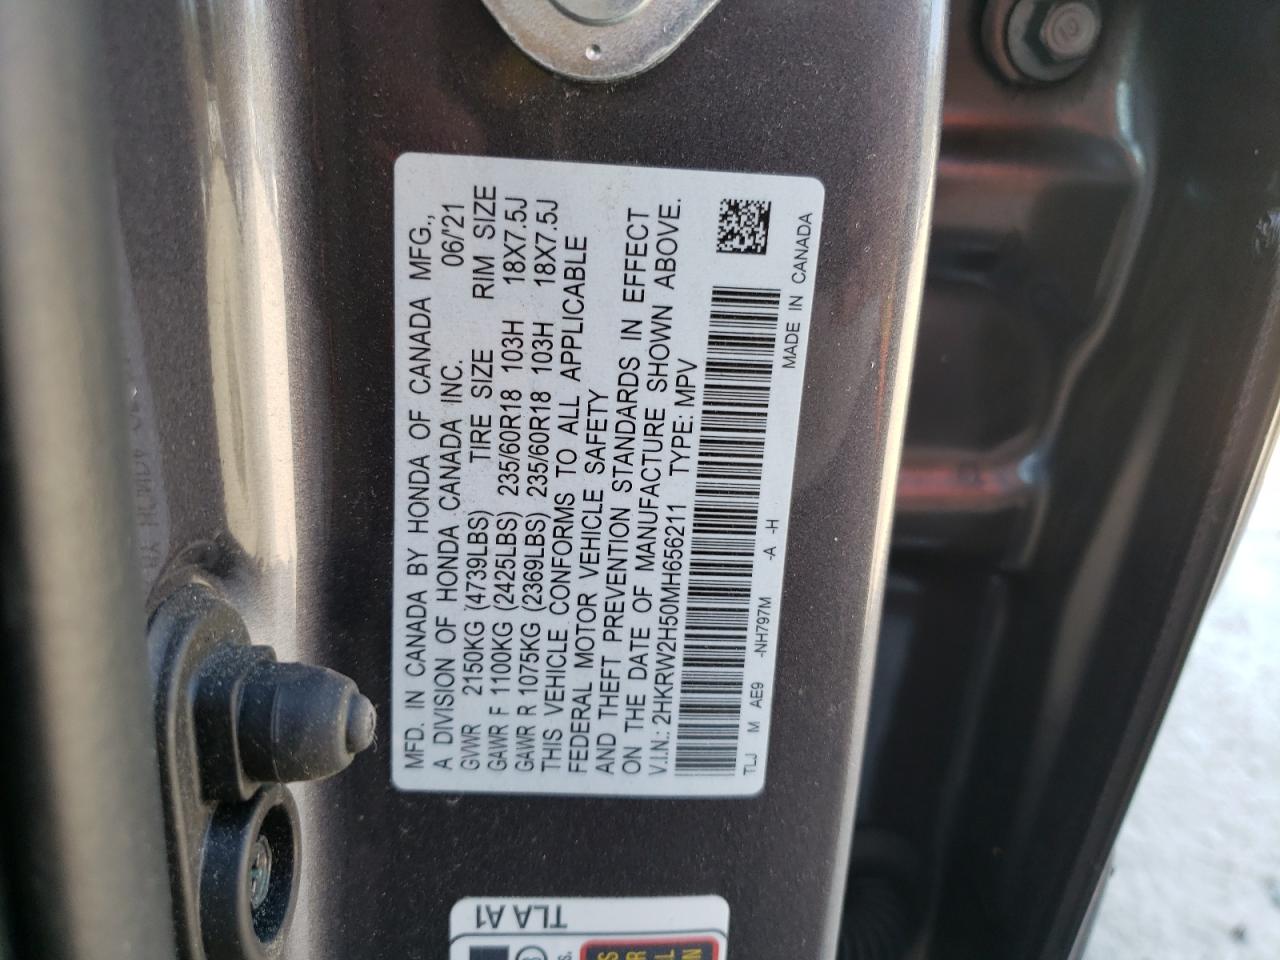 MFD. IN CANADA BY HONDA OF CANADA MFG.,
A DIVISION OF HONDA CANADA INC. 06/'21
GVWR 2150KG (4739LBS) TIRE SIZE RIM SIZE
GAWR F 1100KG (2425LBS) 235/60R18 103H 18X7.5J
GAWR R 1075KG (2369LBS) 235/60R18 103H 18X7.5J
THIS VEHICLE CONFORMS TO ALL APPLICABLE
FEDERAL MOTOR VEHICLE SAFETY
AND THEFT PREVENTION STANDARDS IN EFFECT
ON THE DATE OF MANUFACTURE SHOWN ABOVE.
V.I.N.: 2HKRW2H50MH656211 TYPE: MPV
TLJ M AE9 -NH797M -A -H
MADE IN CANADA
TLA A1